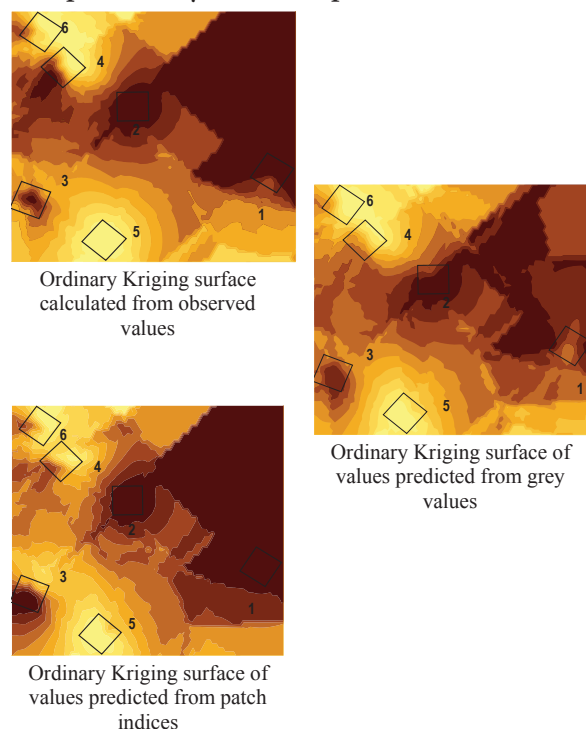 6
4
2
3
1
5
Ordinary Kriging surface
calculated from observed
values
6
4
2
3
1
5
Ordinary Kriging surface of
values predicted from grey
values
6
4
2
3
1
5
Ordinary Kriging surface of
values predicted from patch
indices